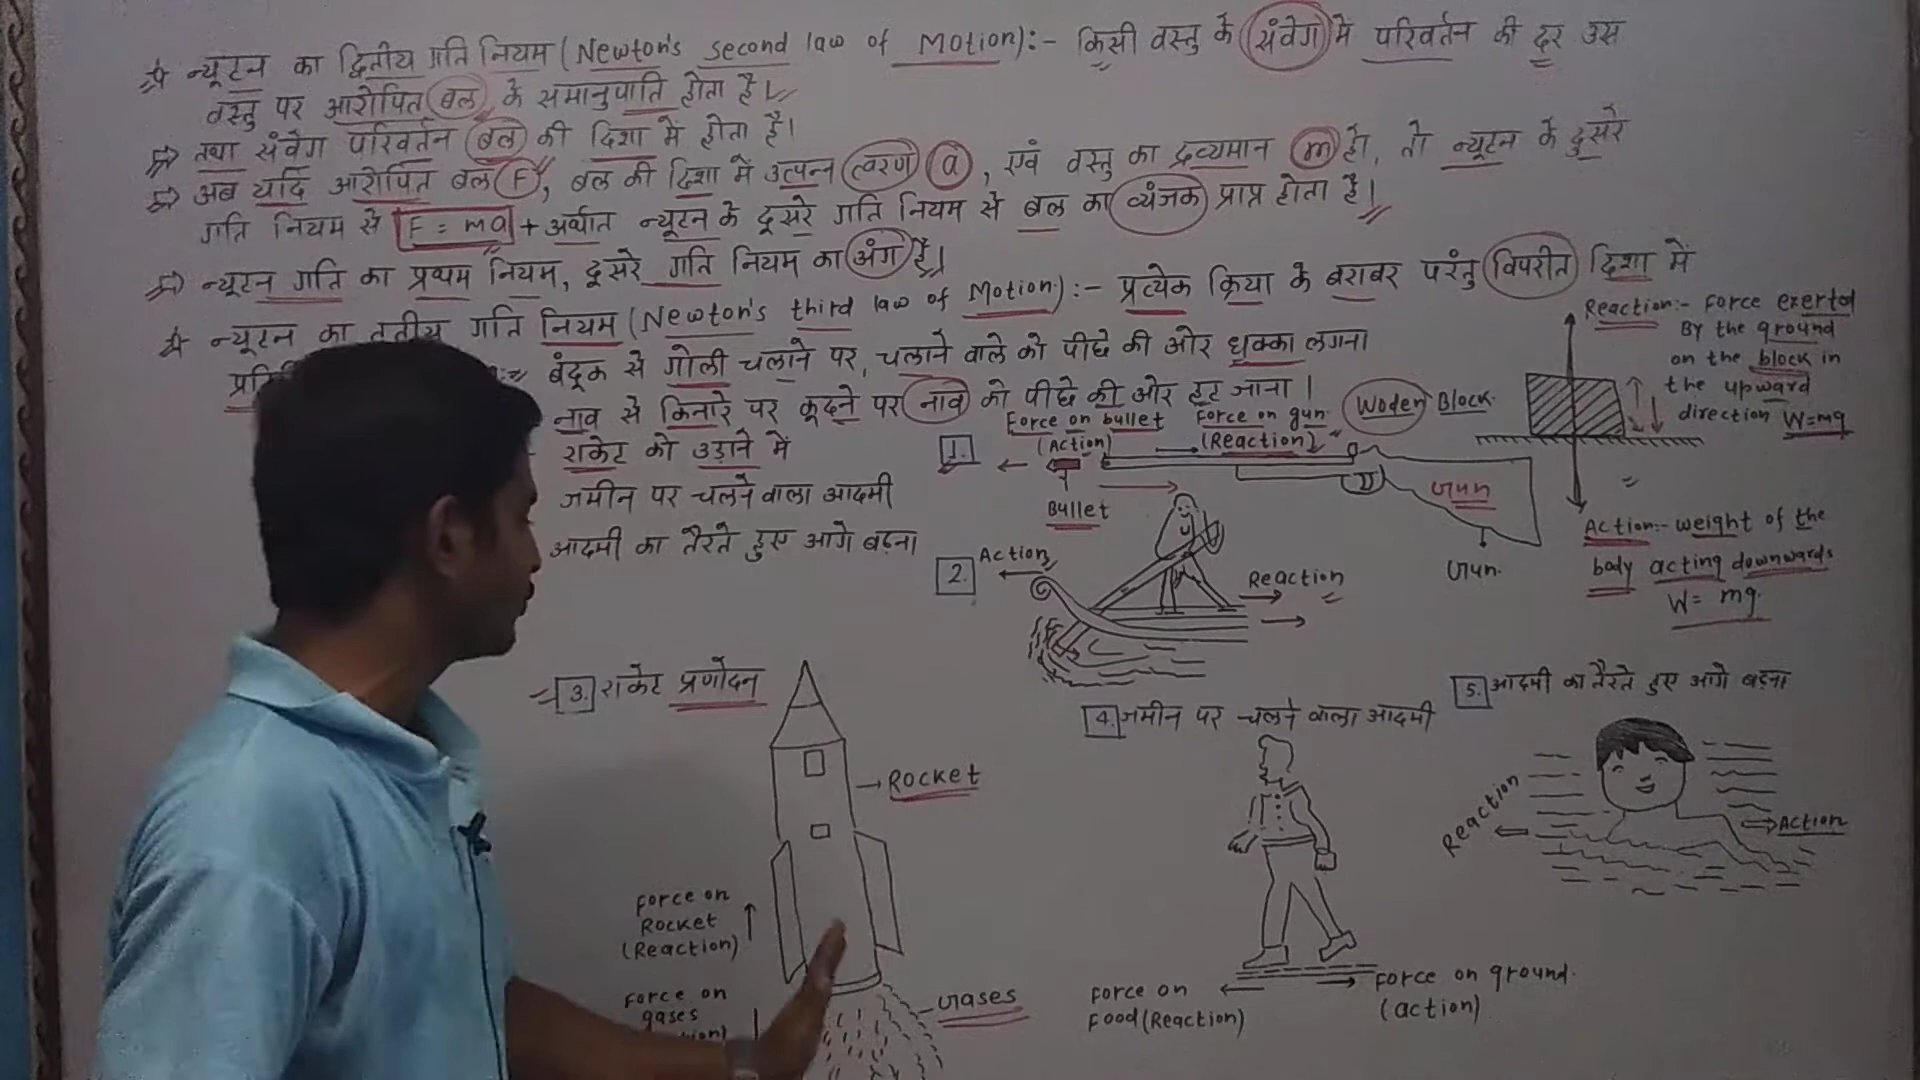 न्यूटन का द्वितीय गति नियम (Newton's second law of Motion):- किसी वस्तु के संवेग में परिवर्तन की दर उस
वस्तु पर आरोपित बल के समानुपाति होता है।
तथा संवेग परिवर्तन बल की दिशा में होता है।
अब यदि आरोपित बल F, बल की दिशा में उत्पन्न त्वरण a, एवं वस्तु का द्रव्यमान m हो, तो न्यूटन के दुसरे
गति नियम से F = ma + अर्थात न्यूटन के दूसरे गति नियम से बल का व्यंजक प्राप्त होता है।
न्यूटन गति का प्रथम नियम, दूसरे गति नियम का अंग है।
न्यूटन का तृतीय गति नियम (Newton's third law of Motion):- प्रत्येक क्रिया के बराबर परंतु विपरीत दिशा में
बंदूक से गोली चलाने पर, चलाने वाले को पीछे की ओर धक्का लगना
नाव से किनारे पर कूदने पर नाव को पीछे की ओर हट जाना।
राकेट को उड़ाने में
जमीन पर चलने वाला आदमी
आदमी का तैरते हुए आगे बढ़ना
Reaction:- Force exerted
By the ground
on the block in
the upward
direction W=mg
Woden Block.
Action:- weight of the
body acting downwards
W = mg.
1.
Force on bullet
(Action)
Force on gun.
(Reaction)
Bullet
Gun
Gun.
2.
Action
Reaction
3. राकेट प्रणोदन
Rocket
Force on
Rocket
(Reaction)
Force on
gases
Gases
4. जमीन पर चलने वाला आदमी
Force on
Food (Reaction)
Force on ground.
(action)
5. आदमी का तैरते हुए आगे बढ़ना
Reaction
Action